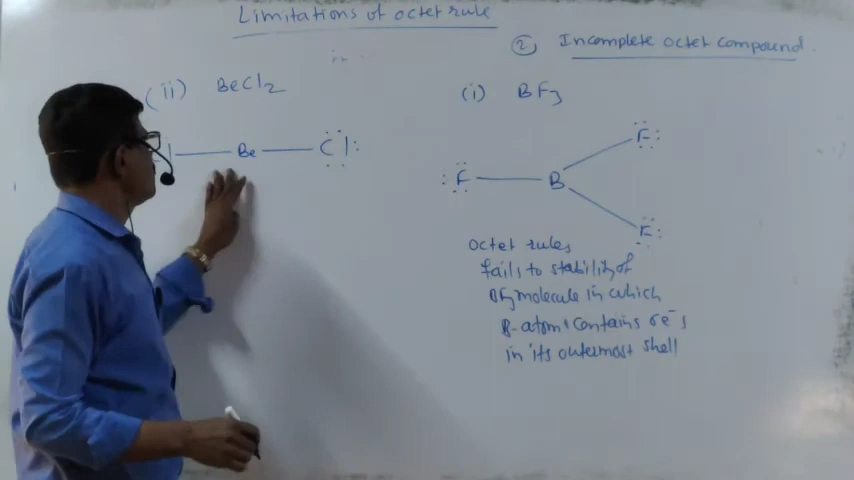 Limitations of octet rule
② Incomplete octet compound.
(ii) BeCl2
(i) BF3
l — Be — Cl
F — B
F
F
octet rules
fails to stability of
BF3 molecule in which
B-atom contains 6e⁻s
in its outermost shell